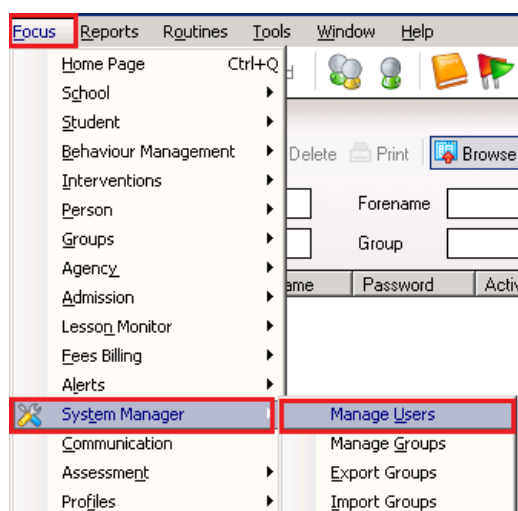 Focus Reports Routines Tools Window Help
Home Page Ctrl+Q
School
Student
Behaviour Management Delete Print Browse
Interventions
Person Forename
Groups Group
Agency
Admission Password
Lesson Monitor
Fees Billing
Alerts
System Manager Manage Users
Communication Manage Groups
Assessment Export Groups
Profiles Import Groups